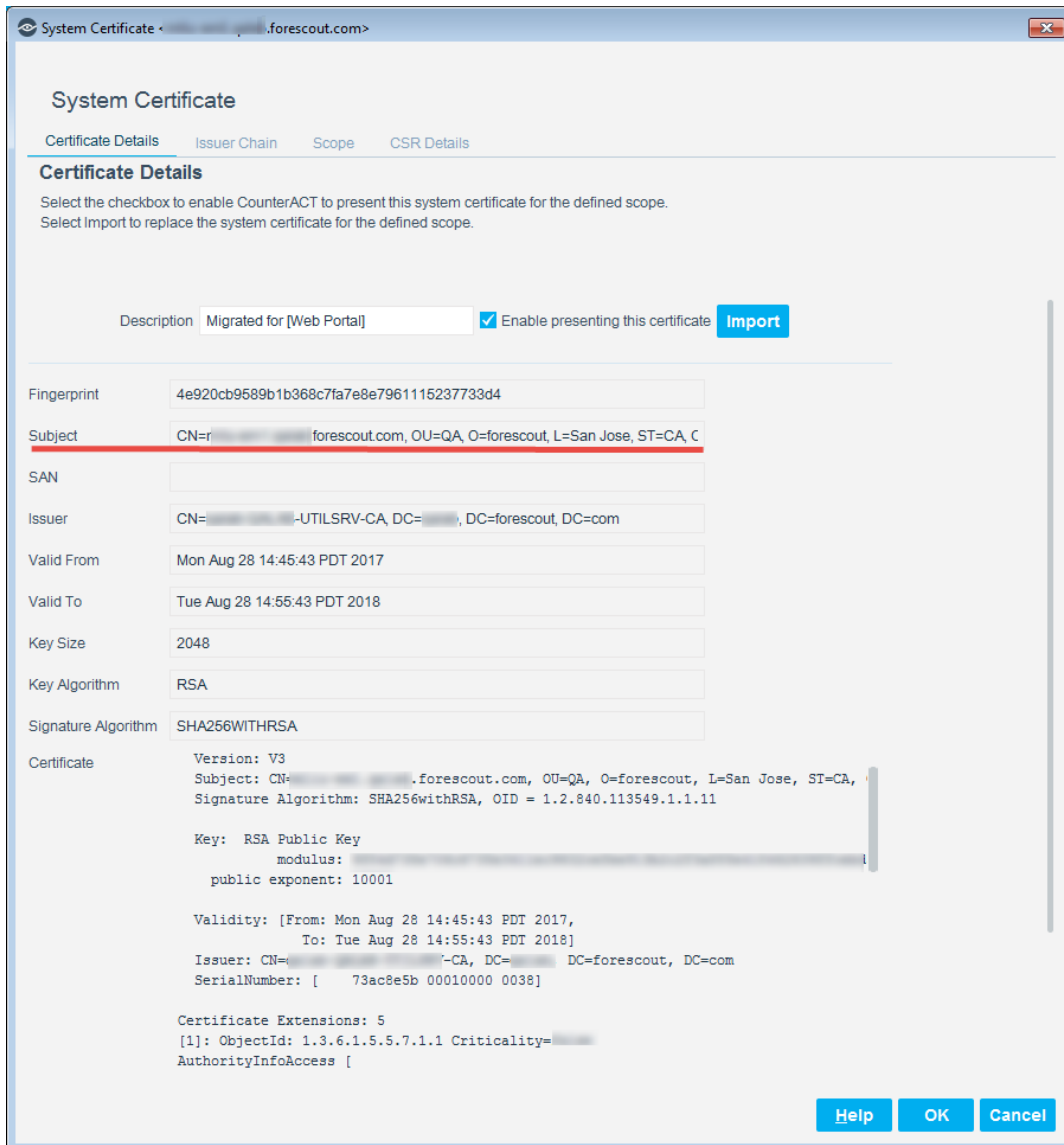 System Certificate < .forescout.com>
System Certificate
Certificate Details Issuer Chain Scope CSR Details
Certificate Details
Select the checkbox to enable CounterACT to present this system certificate for the defined scope.
Select Import to replace the system certificate for the defined scope.
Description Migrated for [Web Portal] Enable presenting this certificate Import
Fingerprint 4e920cb9589b1b368c7fa7e8e7961115237733d4
Subject CN=r forescout.com, OU=QA, O=forescout, L=San Jose, ST=CA, C
SAN
Issuer CN= -UTILSRV-CA, DC= , DC=forescout, DC=com
Valid From Mon Aug 28 14:45:43 PDT 2017
Valid To Tue Aug 28 14:55:43 PDT 2018
Key Size 2048
Key Algorithm RSA
Signature Algorithm SHA256WITHRSA
Certificate Version: V3
Subject: CN= .forescout.com, OU=QA, O=forescout, L=San Jose, ST=CA,
Signature Algorithm: SHA256withRSA, OID = 1.2.840.113549.1.1.11
Key: RSA Public Key
modulus:
public exponent: 10001
Validity: [From: Mon Aug 28 14:45:43 PDT 2017,
To: Tue Aug 28 14:55:43 PDT 2018]
Issuer: CN= -CA, DC= , DC=forescout, DC=com
SerialNumber: [ 73ac8e5b 00010000 0038]
Certificate Extensions: 5
[1]: ObjectId: 1.3.6.1.5.5.7.1.1 Criticality=
AuthorityInfoAccess [
Help OK Cancel